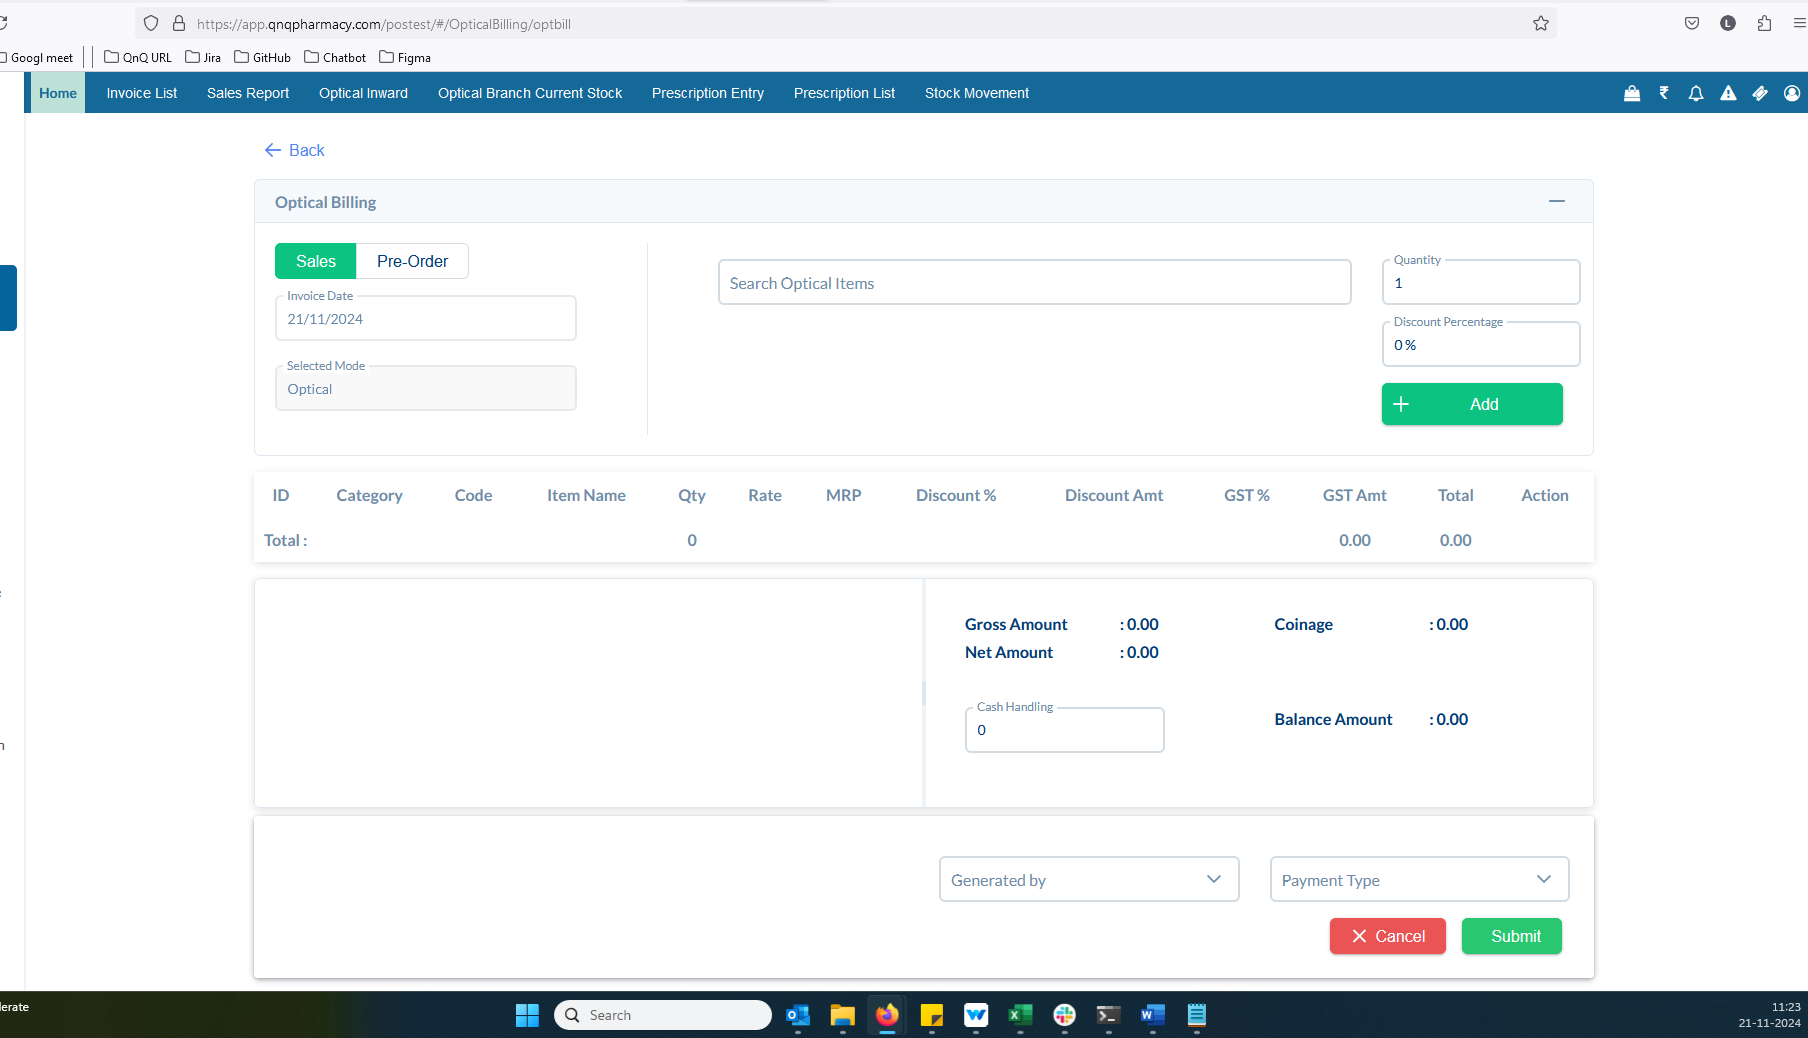 https://app.qnqpharmacy.com/postest/#/OpticalBilling/optbill
L
Googl meet
QnQ URL
Jira
GitHub
Chatbot
Figma
Home
Invoice List
Sales Report
Optical Inward
Optical Branch Current Stock
Prescription Entry
Prescription List
Stock Movement
Back
Optical Billing
Sales
Pre-Order
Invoice Date
21/11/2024
Selected Mode
Optical
Search Optical Items
Quantity
1
Discount Percentage
0 %
Add
ID Category Code Item Name Qty Rate MRP Discount % Discount Amt GST % GST Amt Total Action
Total : 0 0.00 0.00
Gross Amount : 0.00 Coinage : 0.00
Net Amount : 0.00
Cash Handling
0
Balance Amount : 0.00
Generated by
Payment Type
Cancel
Submit
Search
11:23
21-11-2024